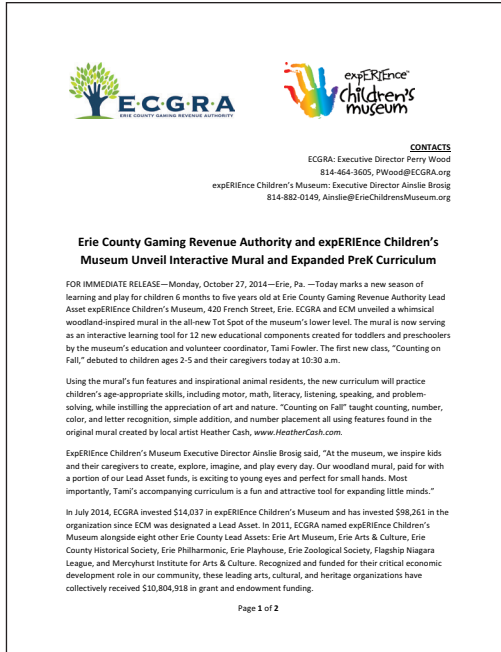 E·C·G·R·A
ERIE COUNTY GAMING REVENUE AUTHORITY
expERIEnce™
children's
museum
CONTACTS
ECGRA: Executive Director Perry Wood
814-464-3605, PWood@ECGRA.org
expERIEnce Children's Museum: Executive Director Ainslie Brosig
814-882-0149, Ainslie@ErieChildrensMuseum.org
Erie County Gaming Revenue Authority and expERIEnce Children's
Museum Unveil Interactive Mural and Expanded PreK Curriculum
FOR IMMEDIATE RELEASE—Monday, October 27, 2014—Erie, Pa. —Today marks a new season of
learning and play for children 6 months to five years old at Erie County Gaming Revenue Authority Lead
Asset expERIEnce Children's Museum, 420 French Street, Erie. ECGRA and ECM unveiled a whimsical
woodland-inspired mural in the all-new Tot Spot of the museum's lower level. The mural is now serving
as an interactive learning tool for 12 new educational components created for toddlers and preschoolers
by the museum's education and volunteer coordinator, Tami Fowler. The first new class, "Counting on
Fall," debuted to children ages 2-5 and their caregivers today at 10:30 a.m.
Using the mural's fun features and inspirational animal residents, the new curriculum will practice
children's age-appropriate skills, including motor, math, literacy, listening, speaking, and problem-
solving, while instilling the appreciation of art and nature. "Counting on Fall" taught counting, number,
color, and letter recognition, simple addition, and number placement all using features found in the
original mural created by local artist Heather Cash, www.HeatherCash.com.
ExpERIEnce Children's Museum Executive Director Ainslie Brosig said, "At the museum, we inspire kids
and their caregivers to create, explore, imagine, and play every day. Our woodland mural, paid for with
a portion of our Lead Asset funds, is exciting to young eyes and perfect for small hands. Most
importantly, Tami's accompanying curriculum is a fun and attractive tool for expanding little minds."
In July 2014, ECGRA invested $14,037 in expERIEnce Children's Museum and has invested $98,261 in the
organization since ECM was designated a Lead Asset. In 2011, ECGRA named expERIEnce Children's
Museum alongside eight other Erie County Lead Assets: Erie Art Museum, Erie Arts & Culture, Erie
County Historical Society, Erie Philharmonic, Erie Playhouse, Erie Zoological Society, Flagship Niagara
League, and Mercyhurst Institute for Arts & Culture. Recognized and funded for their critical economic
development role in our community, these leading arts, cultural, and heritage organizations have
collectively received $10,804,918 in grant and endowment funding.
Page 1 of 2